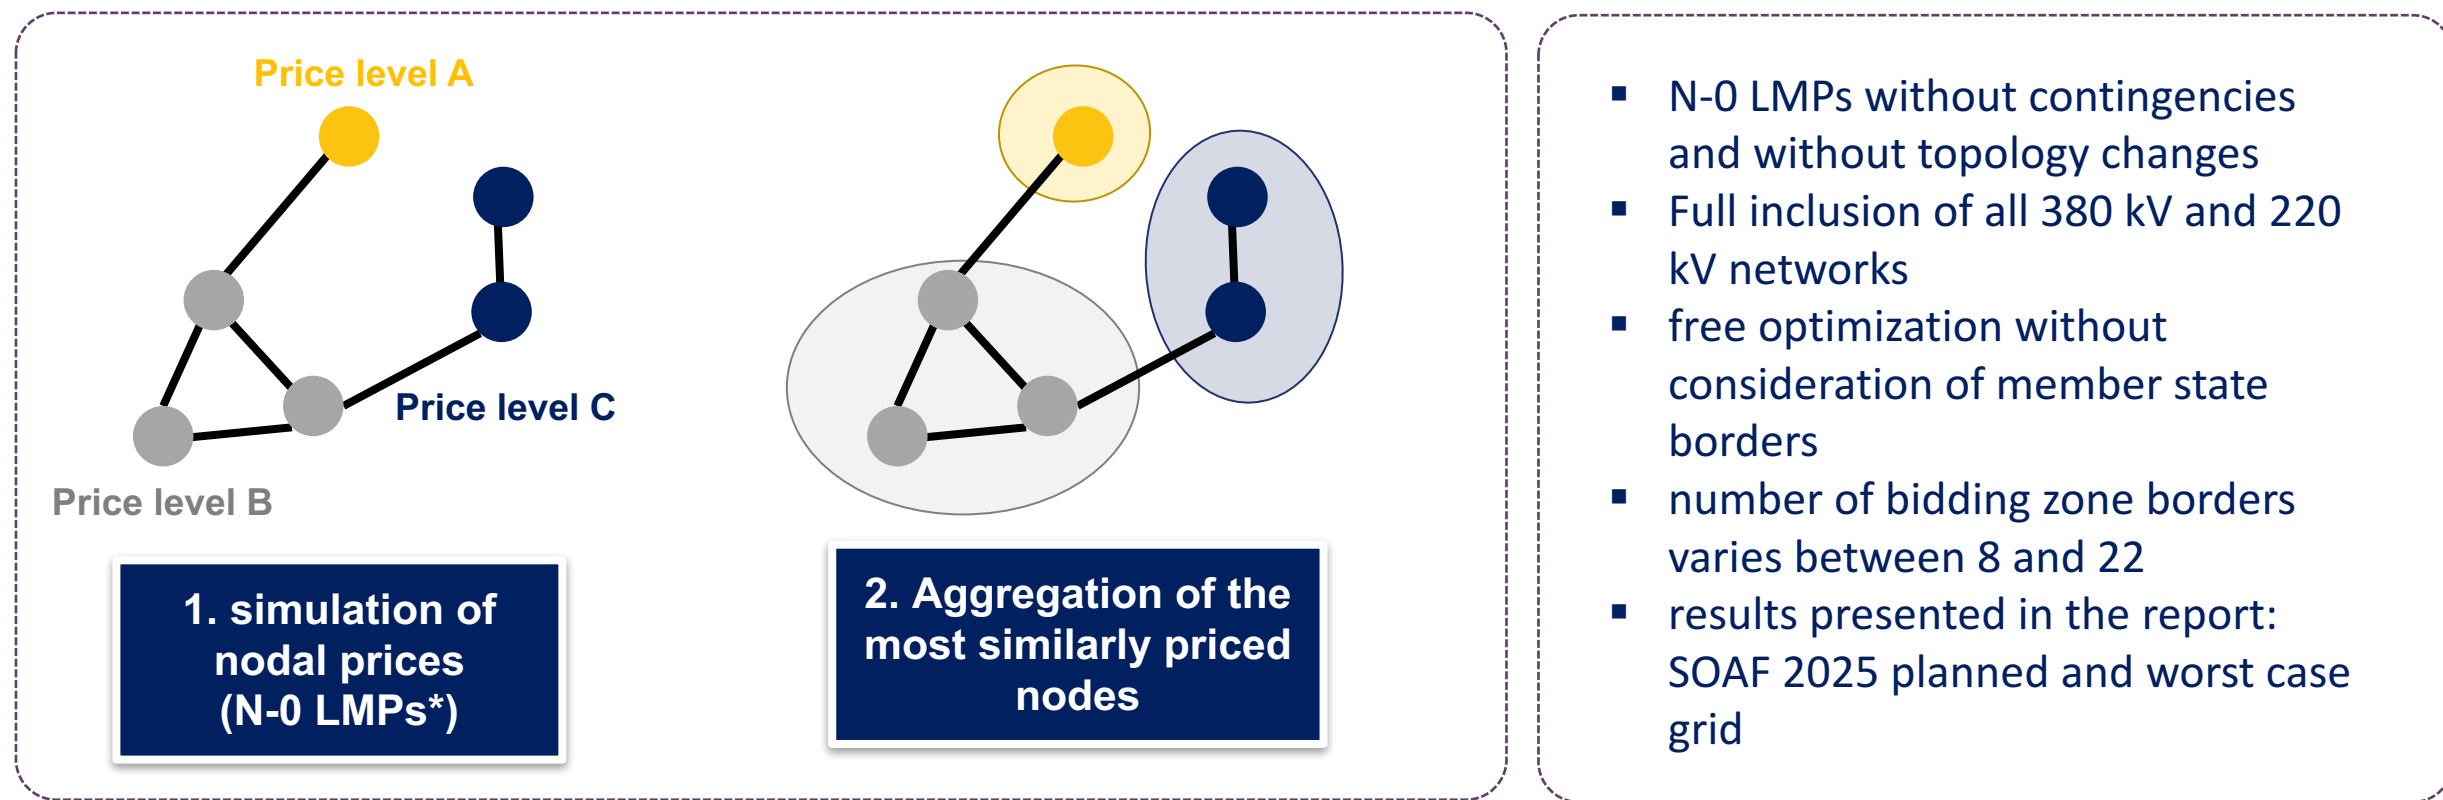 Price level A
Price level C
Price level B
1. simulation of
nodal prices
(N-0 LMPs*)
2. Aggregation of the
most similarly priced
nodes
▪ N-0 LMPs without contingencies
and without topology changes
▪ Full inclusion of all 380 kV and 220
kV networks
▪ free optimization without
consideration of member state
borders
▪ number of bidding zone borders
varies between 8 and 22
▪ results presented in the report:
SOAF 2025 planned and worst case
grid